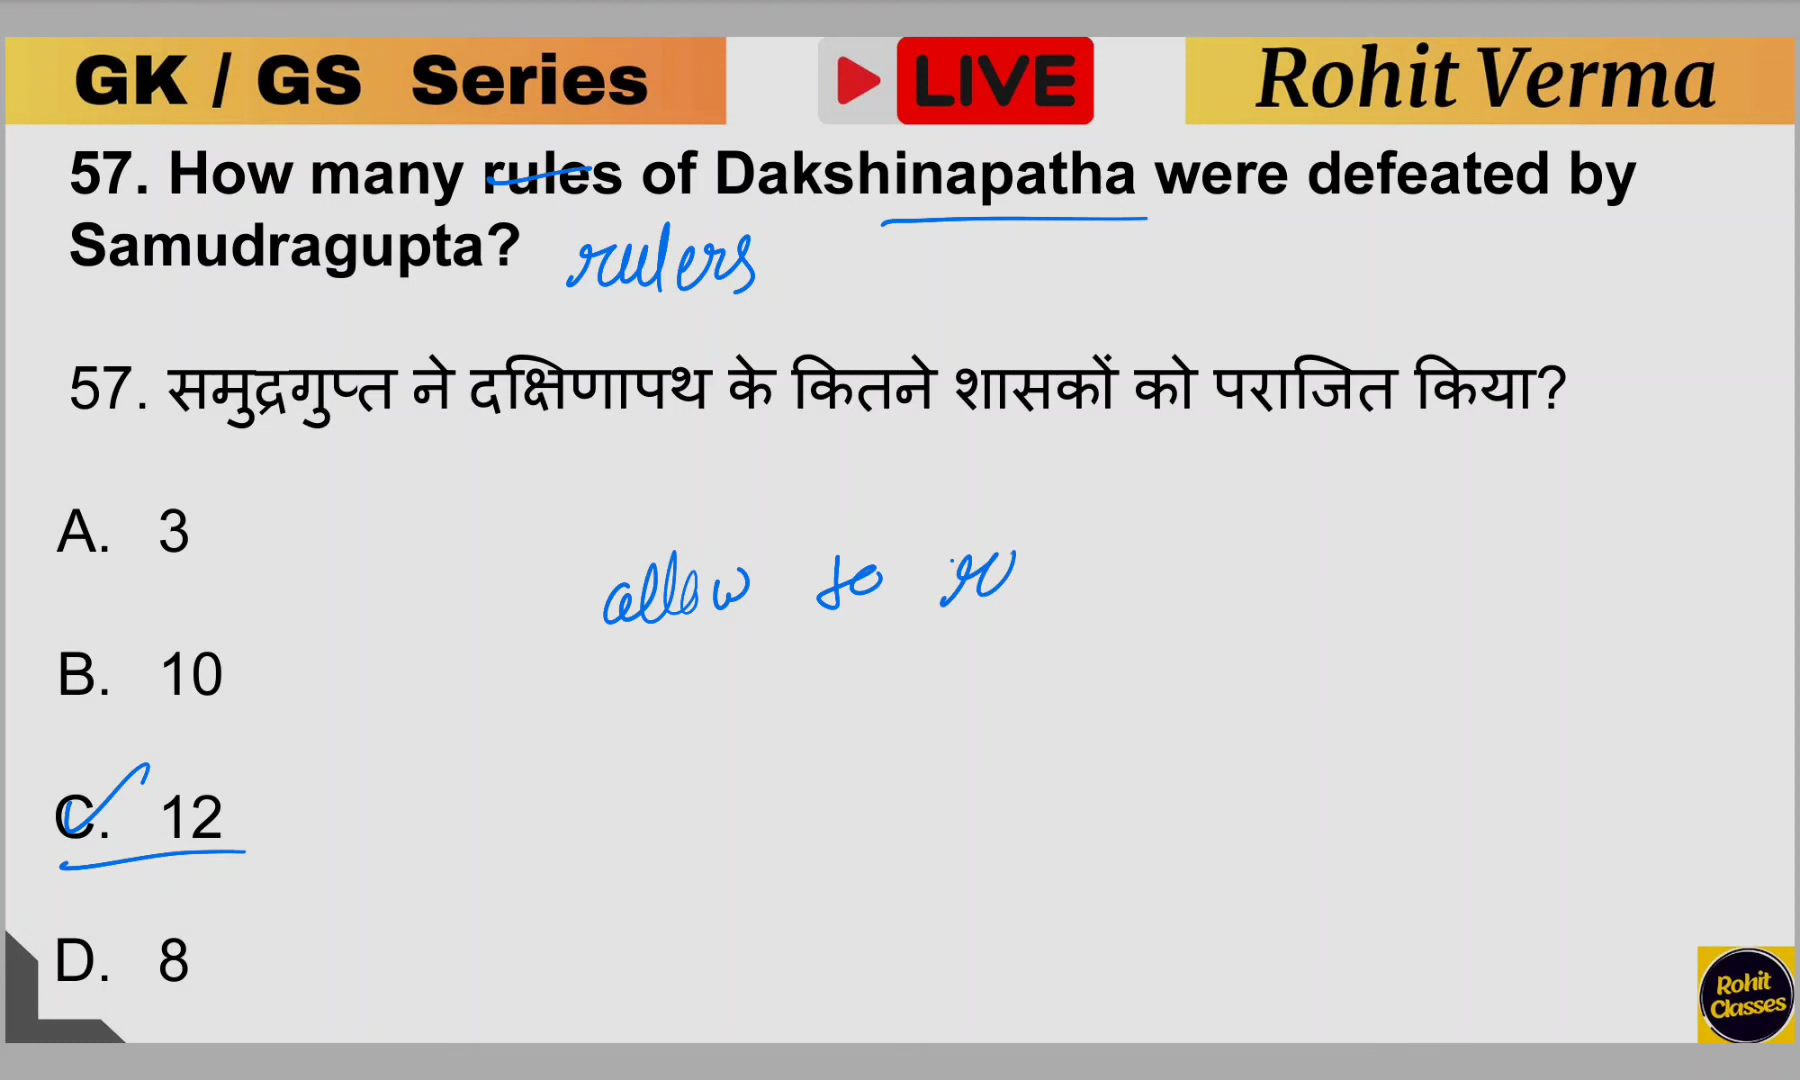 GK / GS Series
LIVE
Rohit Verma
57. How many rules of Dakshinapatha were defeated by
Samudragupta?
rulers
57. समुद्रगुप्त ने दक्षिणापथ के कितने शासकों को पराजित किया?
A. 3
allow to
B. 10
C. 12
D. 8
Rohit
Classes